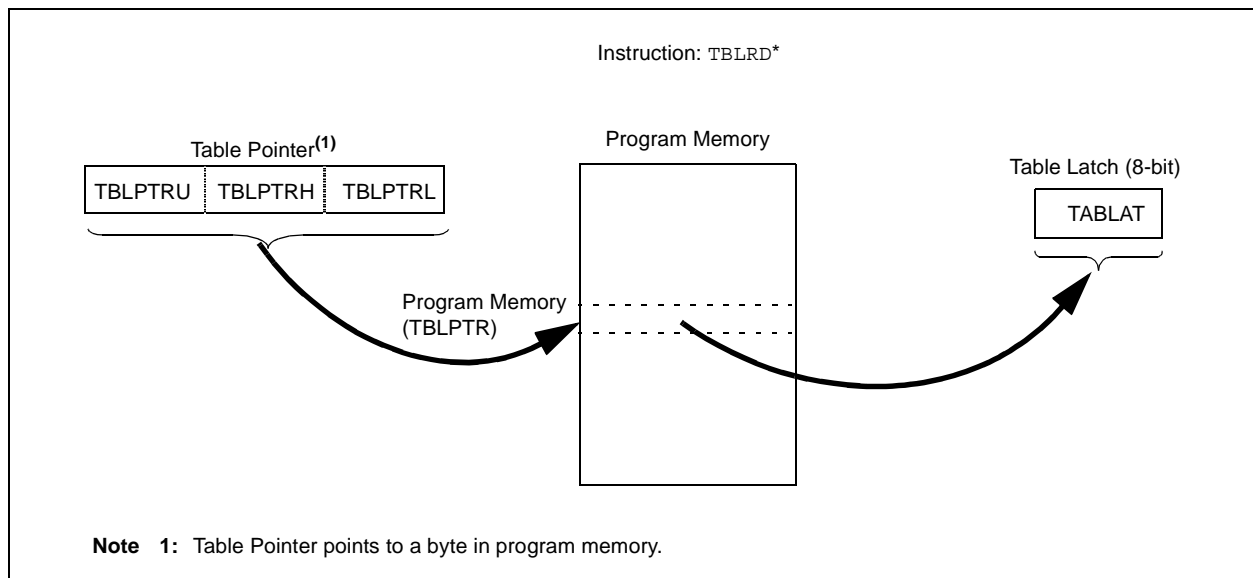 Instruction: TBLRD*
Table Pointer(1)
TBLPTRU TBLPTRH TBLPTRL
Program Memory
Table Latch (8-bit)
TABLAT
Program Memory
(TBLPTR)
Note 1: Table Pointer points to a byte in program memory.